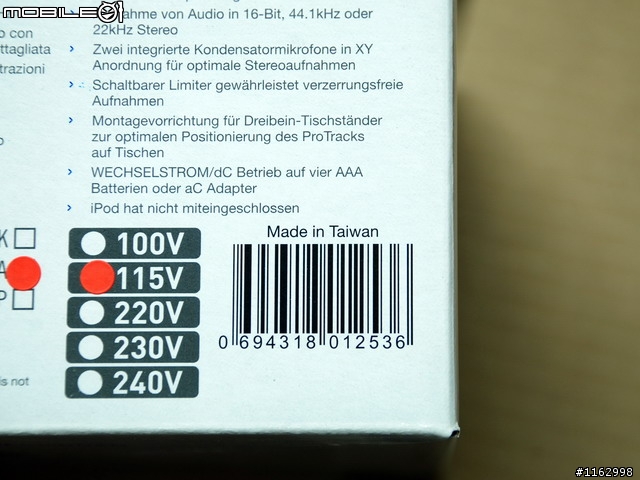 MOBILE01
Aufnahme von Audio in 16-Bit, 44.1kHz oder
22kHz Stereo
o con
ttagliata
trazioni
› Zwei integrierte Kondensatormikrofone in XY
Anordnung für optimale Stereoaufnahmen
› Schaltbarer Limiter gewährleistet verzerrungsfreie
Aufnahmen
› Montagevorrichtung für Dreibein-Tischständer
zur optimalen Positionierung des ProTracks
auf Tischen
› WECHSELSTROM/dC Betrieb auf vier AAA
Batterien oder aC Adapter
› iPod hat nicht miteingeschlossen
K
A
P
100V
115V
220V
230V
240V
Made in Taiwan
0 694318 012536
is not
#1162998